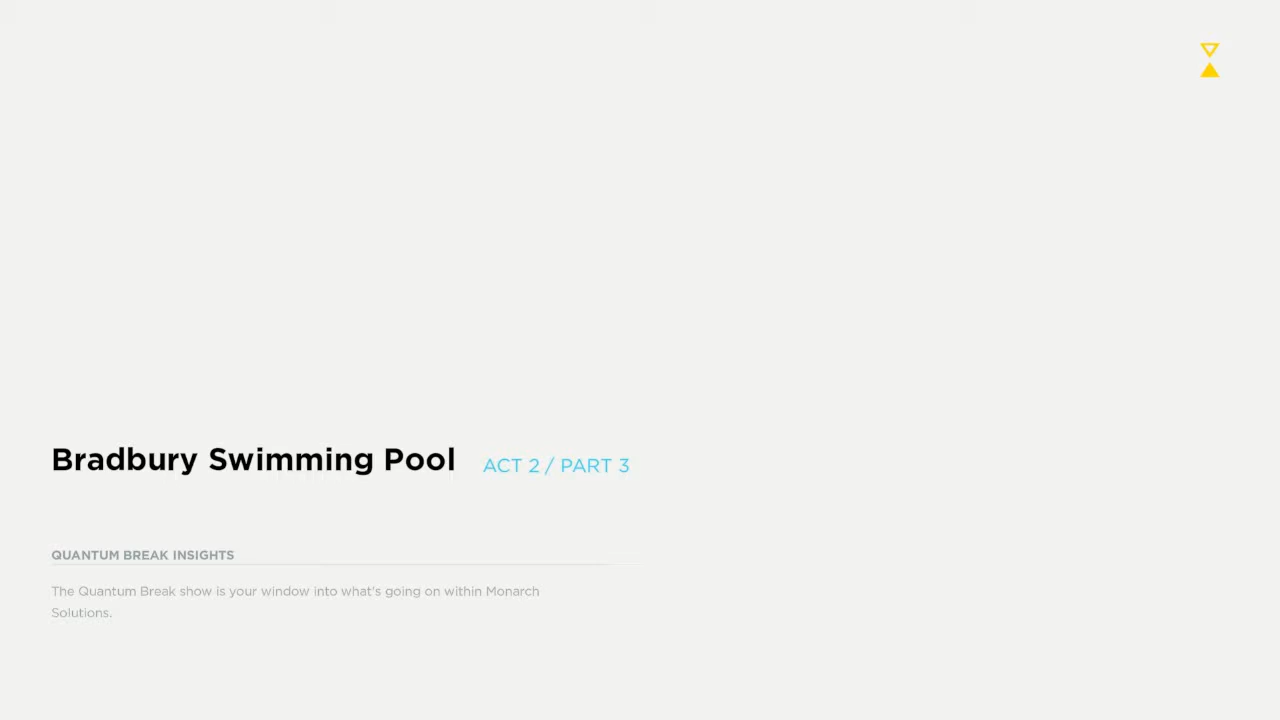 Bradbury Swimming Pool ACT 2 / PART 3
QUANTUM BREAK INSIGHTS
The Quantum Break show is your window into what's going on within Monarch
Solutions.